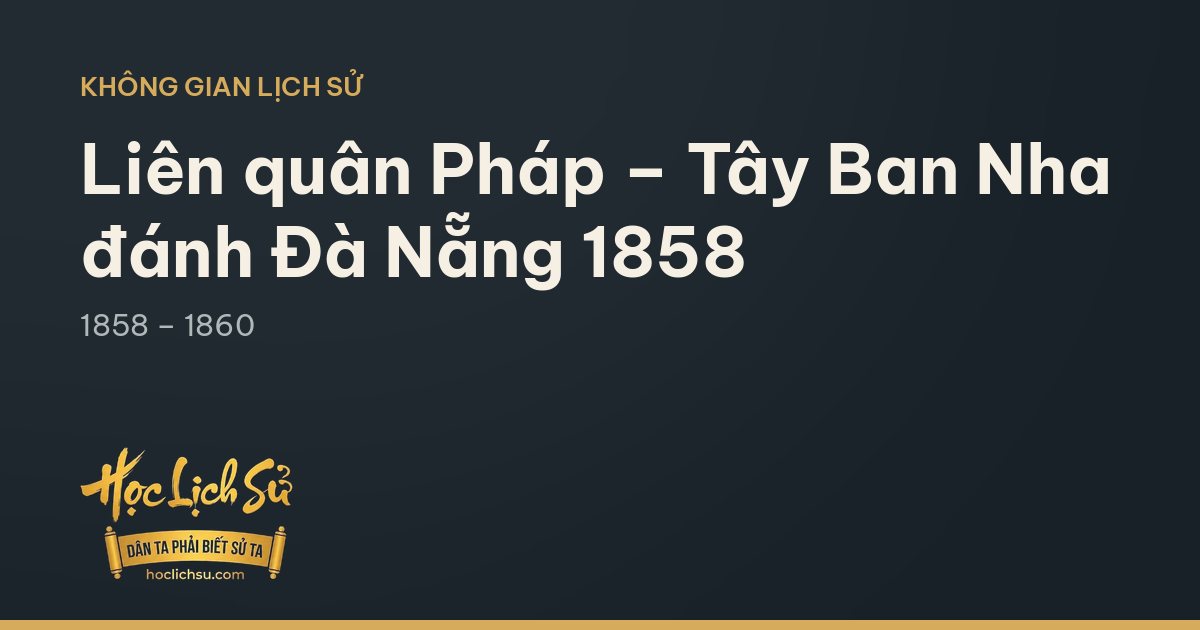 KHÔNG GIAN LỊCH SỬ
Liên quân Pháp – Tây Ban Nha
đánh Đà Nẵng 1858
1858 – 1860
Học Lịch Sử
DÂN TA PHẢI BIẾT SỬ TA
hoclichsu.com